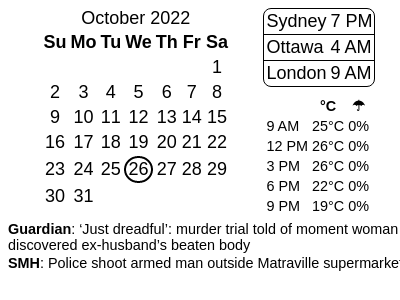 October 2022
Su Mo Tu We Th Fr Sa
1
2 3 4 5 6 7 8
9 10 11 12 13 14 15
16 17 18 19 20 21 22
23 24 25 26 27 28 29
30 31
Sydney 7 PM
Ottawa 4 AM
London 9 AM
°C ☂
9 AM 25°C 0%
12 PM 26°C 0%
3 PM 26°C 0%
6 PM 22°C 0%
9 PM 19°C 0%
Guardian: ‘Just dreadful’: murder trial told of moment woman
discovered ex-husband’s beaten body
SMH: Police shoot armed man outside Matraville supermarket